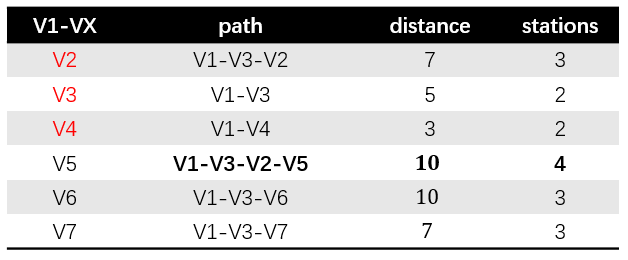 V1-VX path distance stations
V2 V1-V3-V2 7 3
V3 V1-V3 5 2
V4 V1-V4 3 2
V5 V1-V3-V2-V5 10 4
V6 V1-V3-V6 10 3
V7 V1-V3-V7 7 3